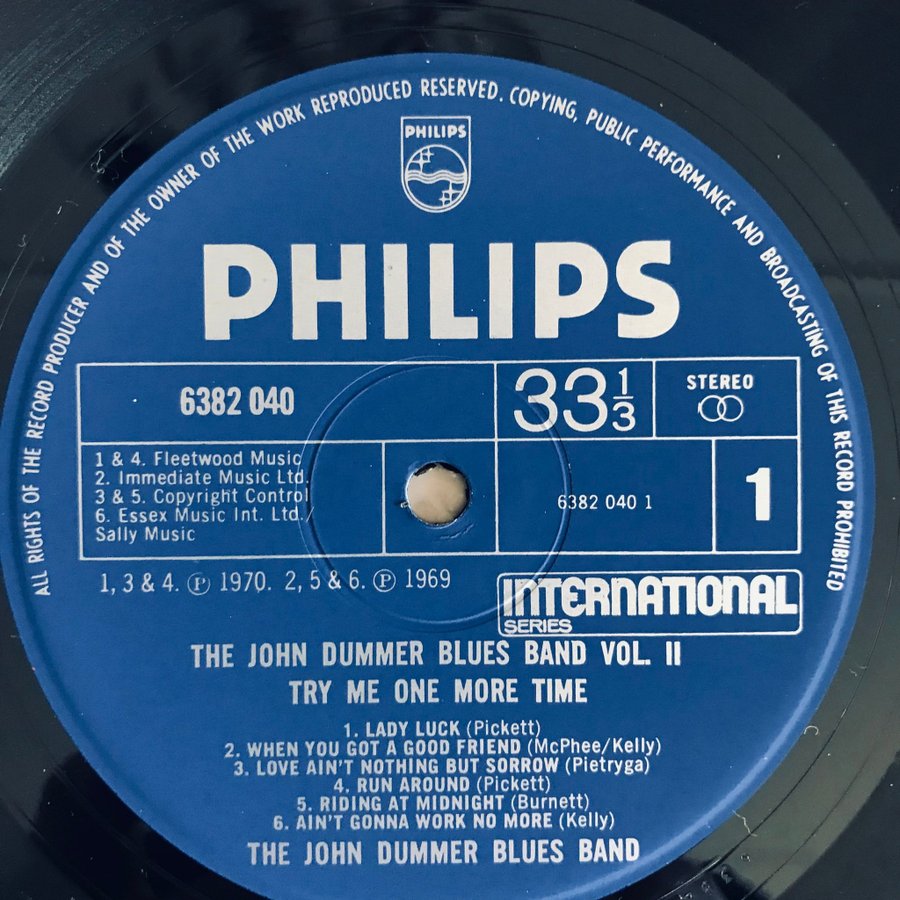 ALL RIGHTS OF THE RECORD PRODUCER AND OF THE OWNER OF THE WORK REPRODUCED RESERVED. COPYING, PUBLIC PERFORMANCE AND BROADCASTING OF THIS RECORD PROHIBITED
PHILIPS
PHILIPS
6382 040
33 1/3
STEREO
1 & 4. Fleetwood Music
2. Immediate Music Ltd.
3 & 5. Copyright Control
6. Essex Music Int. Ltd./
Sally Music
6382 040 1
1
1, 3 & 4. ℗ 1970. 2, 5 & 6. ℗ 1969
INTERNATIONAL
SERIES
THE JOHN DUMMER BLUES BAND VOL. II
TRY ME ONE MORE TIME
1. LADY LUCK (Pickett)
2. WHEN YOU GOT A GOOD FRIEND (McPhee/Kelly)
3. LOVE AIN'T NOTHING BUT SORROW (Pietryga)
4. RUN AROUND (Pickett)
5. RIDING AT MIDNIGHT (Burnett)
6. AIN'T GONNA WORK NO MORE (Kelly)
THE JOHN DUMMER BLUES BAND